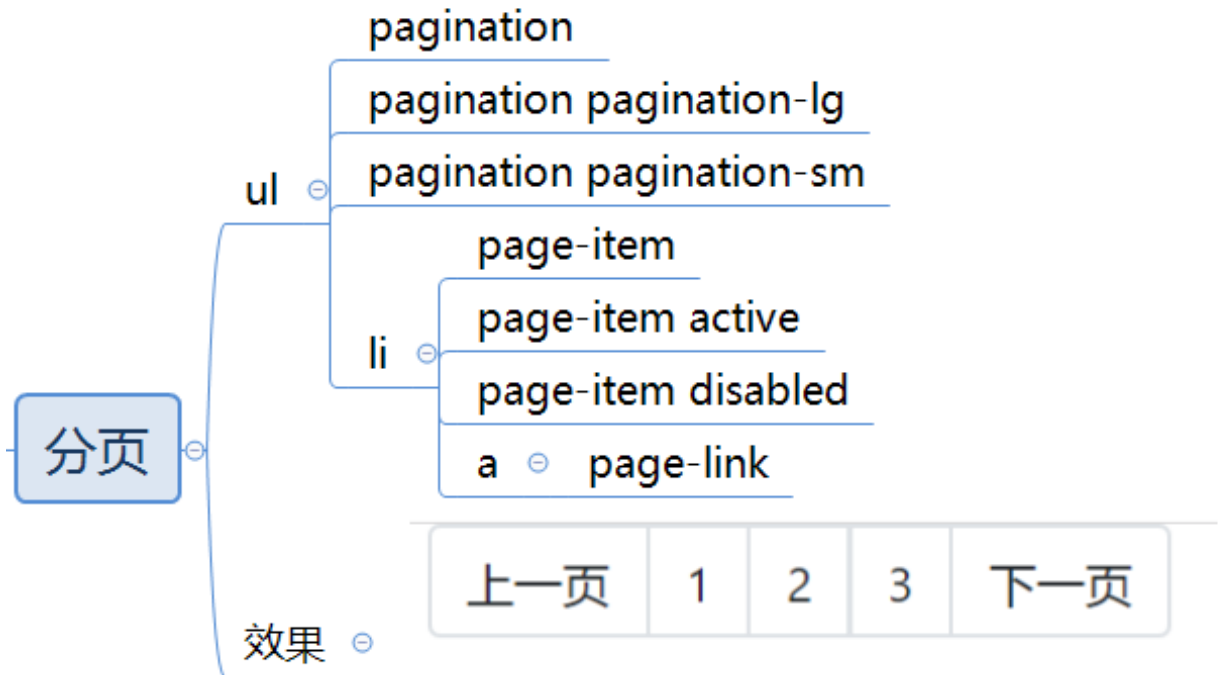 pagination
pagination pagination-lg
pagination pagination-sm
ul
page-item
page-item active
li
page-item disabled
分页
a page-link
上一页 1 2 3 下一页
效果